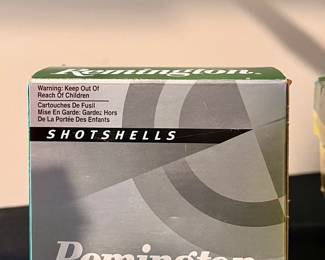 Remington.
Warning: Keep Out Of
Reach Of Children
Cartouches De Fusil
Mise En Garde: Gardez Hors
De La Portée Des Enfants
SHOTSHELLS
Remington